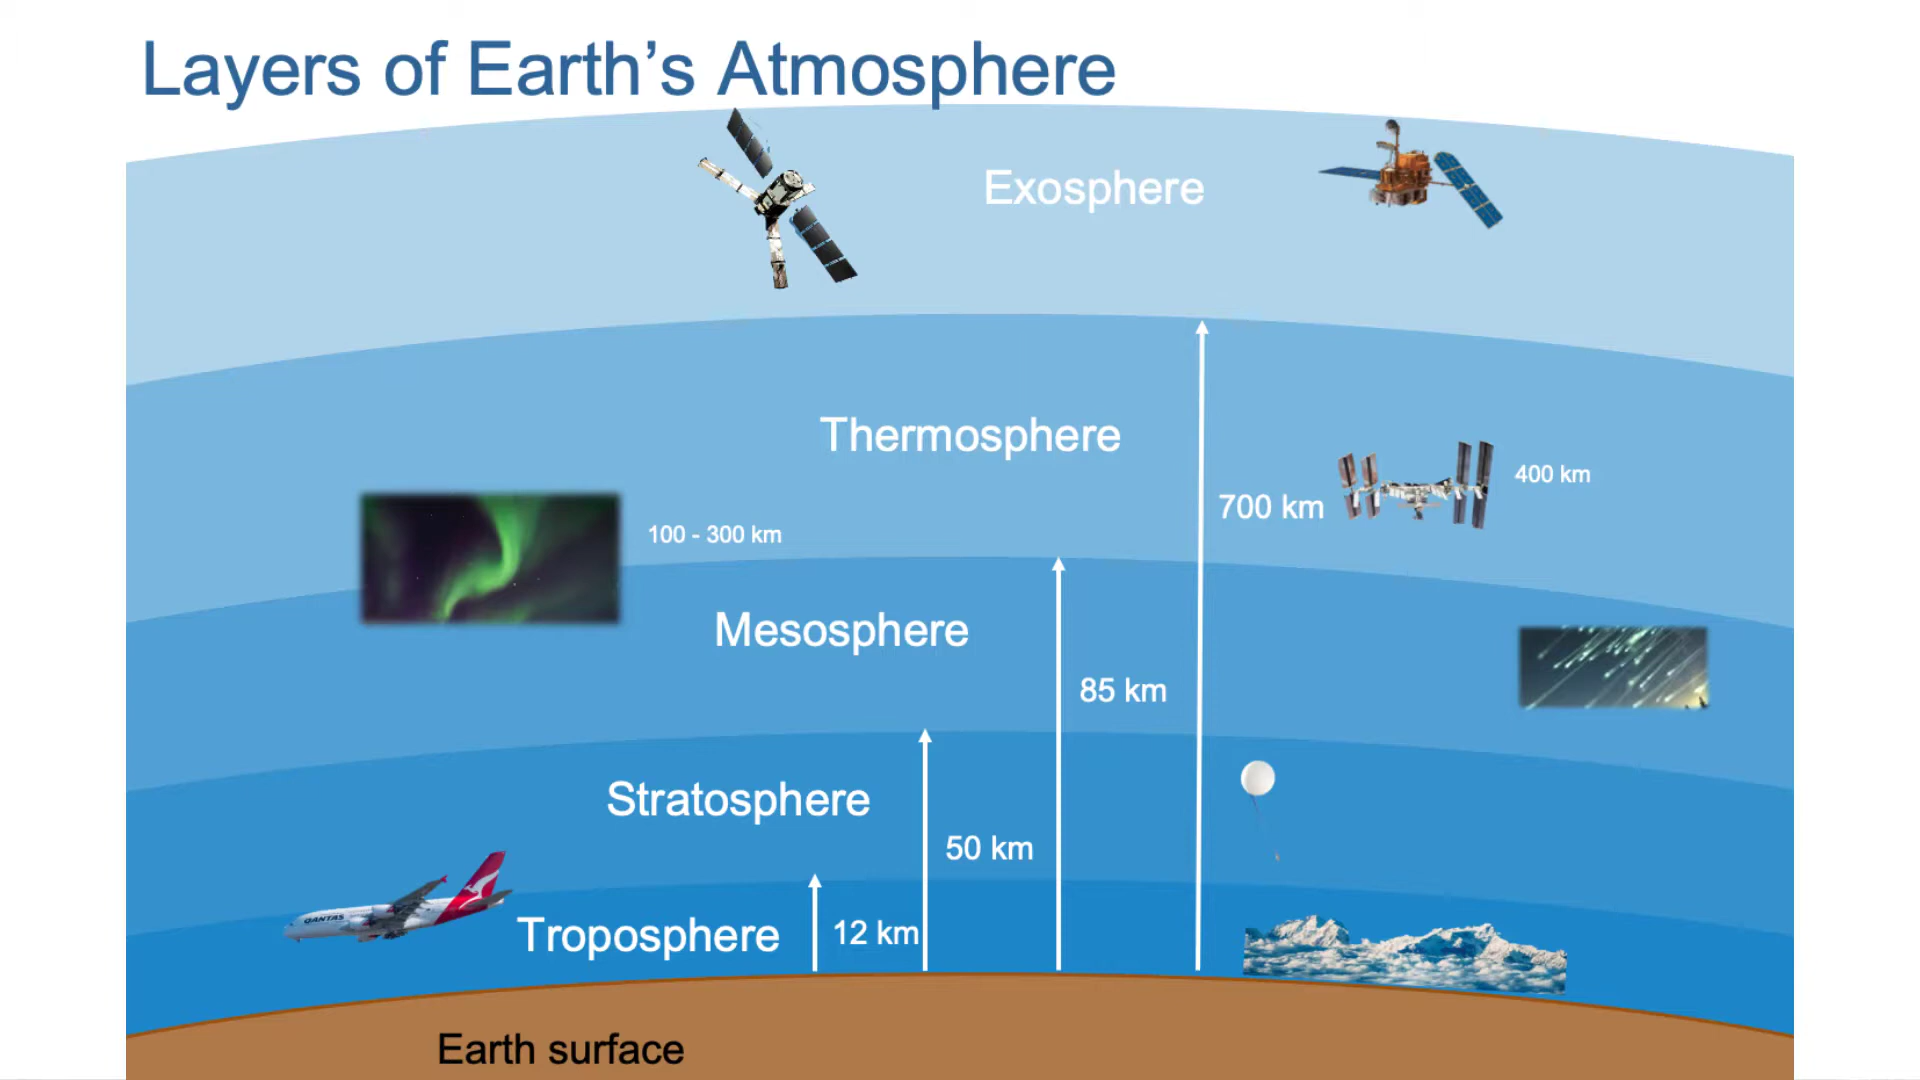 Layers of Earth's Atmosphere
Exosphere
Thermosphere
400 km
700 km
100 - 300 km
Mesosphere
85 km
Stratosphere
50 km
QANTAS
Troposphere
12 km
Earth surface